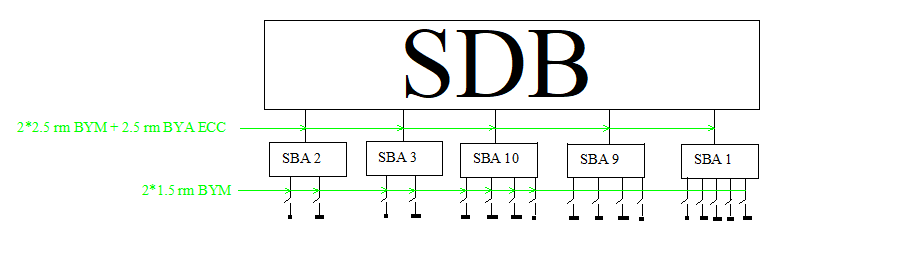 SDB
2*2.5 rm BYM + 2.5 rm BYA ECC
SBA 2
SBA 3
SBA 10
SBA 9
SBA 1
2*1.5 rm BYM